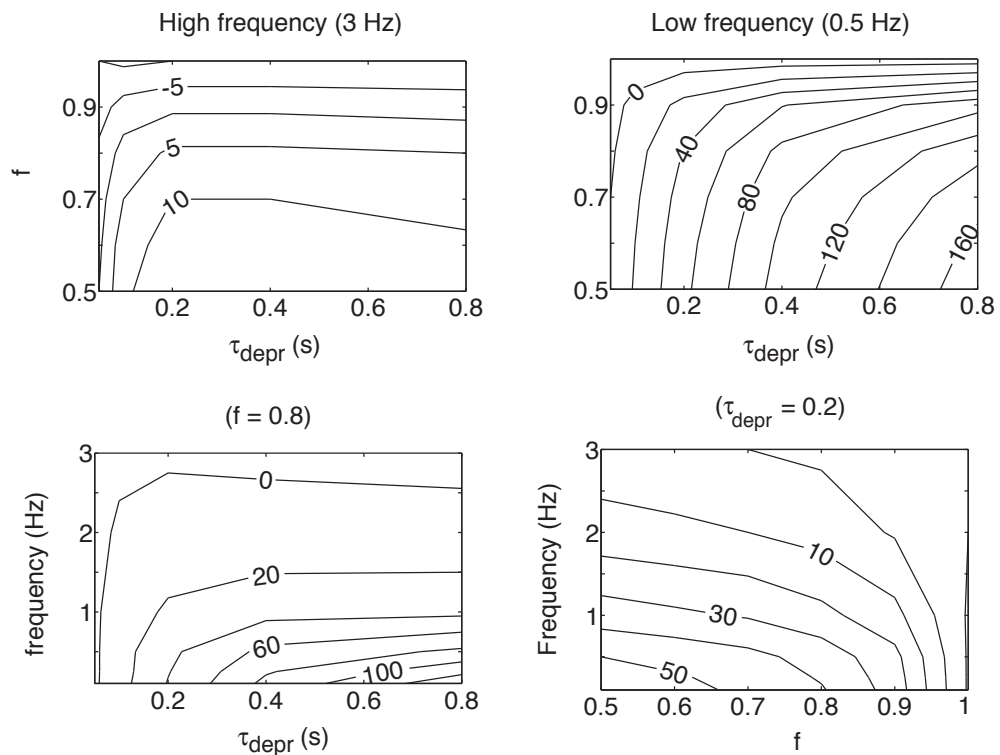 High frequency (3 Hz)
0.9
0.7
0.5
f
-5
5
10
0.2 0.4 0.6 0.8
τdepr (s)
Low frequency (0.5 Hz)
0.9
0.7
0.5
0
40
80
120
160
0.2 0.4 0.6 0.8
τdepr (s)
(f = 0.8)
3
2
1
frequency (Hz)
0
20
60
100
0.2 0.4 0.6 0.8
τdepr (s)
(τdepr = 0.2)
3
2
1
Frequency (Hz)
10
30
50
0.5 0.6 0.7 0.8 0.9 1
f